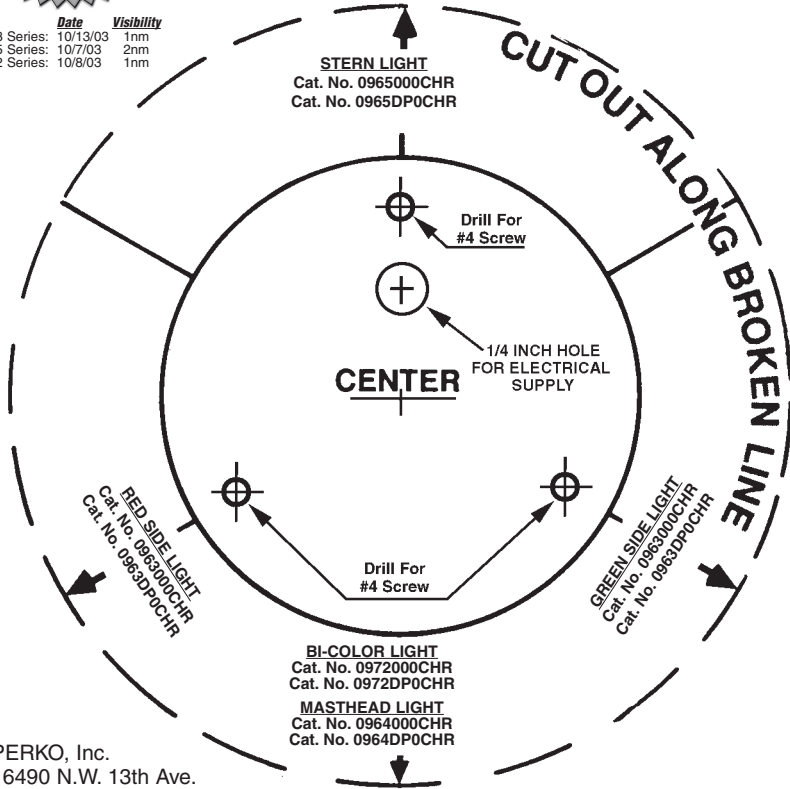 Date Visibility
Series: 10/13/03 1nm
Series: 10/7/03 2nm
Series: 10/8/03 1nm
STERN LIGHT
Cat. No. 0965000CHR
Cat. No. 0965DP0CHR
CUT OUT ALONG BROKEN LINE
Drill For
#4 Screw
1/4 INCH HOLE
FOR ELECTRICAL
SUPPLY
CENTER
RED SIDE LIGHT
Cat. No. 0963000CHR
Cat. No. 0963DP0CHR
GREEN SIDE LIGHT
Cat. No. 0963000CHR
Cat. No. 0963DP0CHR
Drill For
#4 Screw
BI-COLOR LIGHT
Cat. No. 0972000CHR
Cat. No. 0972DP0CHR
MASTHEAD LIGHT
Cat. No. 0964000CHR
Cat. No. 0964DP0CHR
PERKO, Inc.
6490 N.W. 13th Ave.